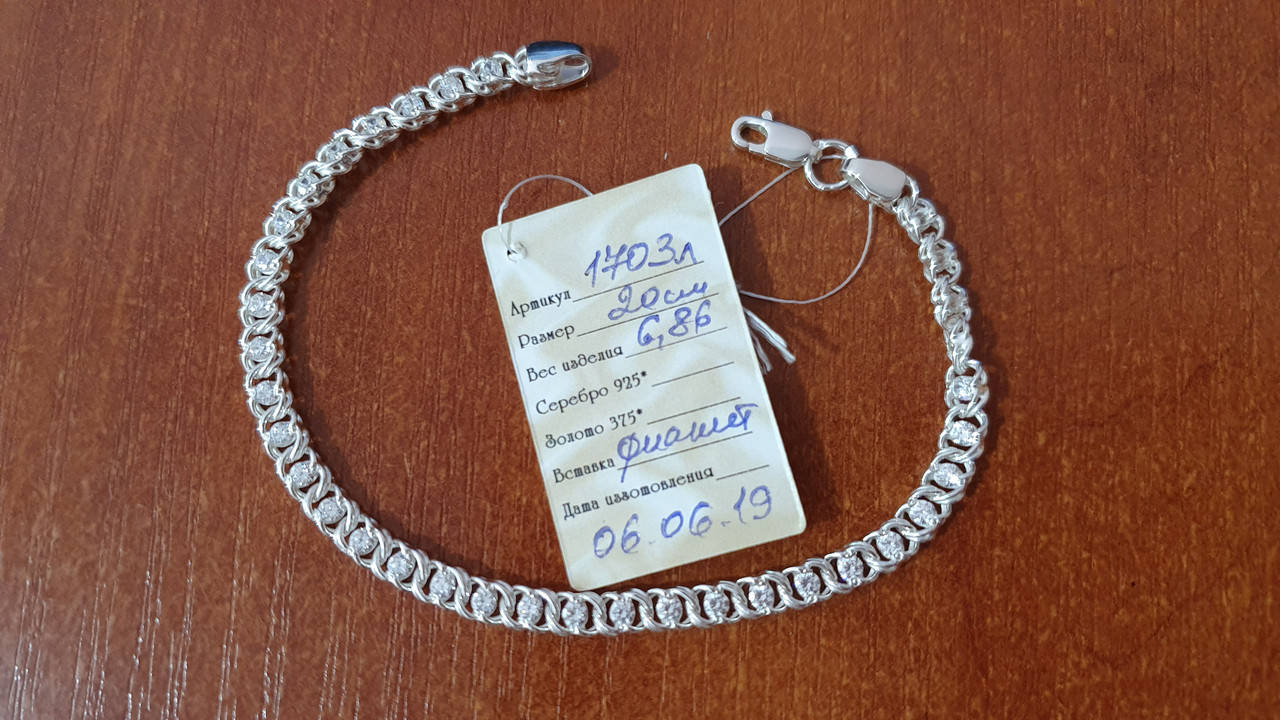 Артикул 1703л
Размер 20см
Вес изделия 6,86
Серебро 925*
Золото 375*
Вставка фианит
Дата изготовления
06.06.19